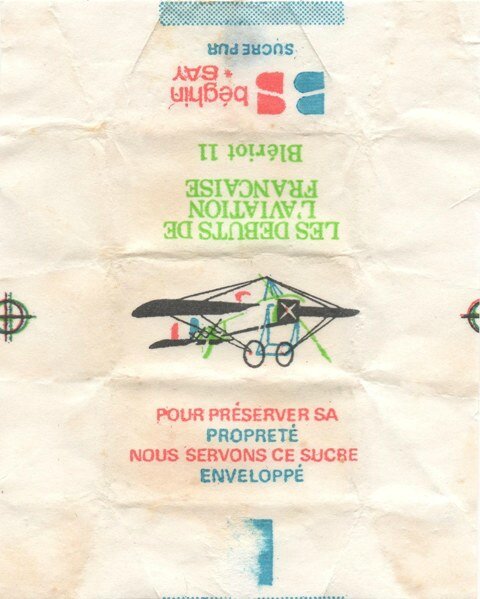 SUCRE PUR
béghin
* SAY
Blériot 11
LES DEBUTS DE
L'AVIATION
FRANCAISE
POUR PRÉSERVER SA
PROPRETÉ
NOUS SERVONS CE SUCRE
ENVELOPPÉ